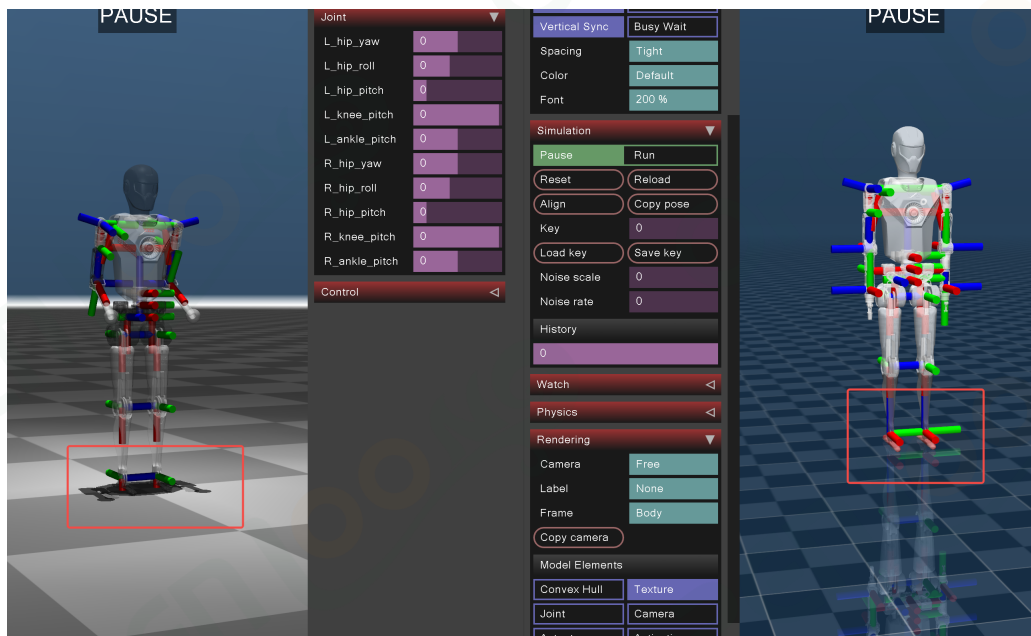 PAUSE
Joint
L_hip_yaw 0
L_hip_roll 0
L_hip_pitch 0
L_knee_pitch 0
L_ankle_pitch 0
R_hip_yaw 0
R_hip_roll 0
R_hip_pitch 0
R_knee_pitch 0
R_ankle_pitch 0
Control
Vertical Sync Busy Wait
Spacing Tight
Color Default
Font 200 %
Simulation
Pause Run
Reset Reload
Align Copy pose
Key 0
Load key Save key
Noise scale 0
Noise rate 0
History
0
Watch
Physics
Rendering
Camera Free
Label None
Frame Body
Copy camera
Model Elements
Convex Hull Texture
Joint Camera
PAUSE